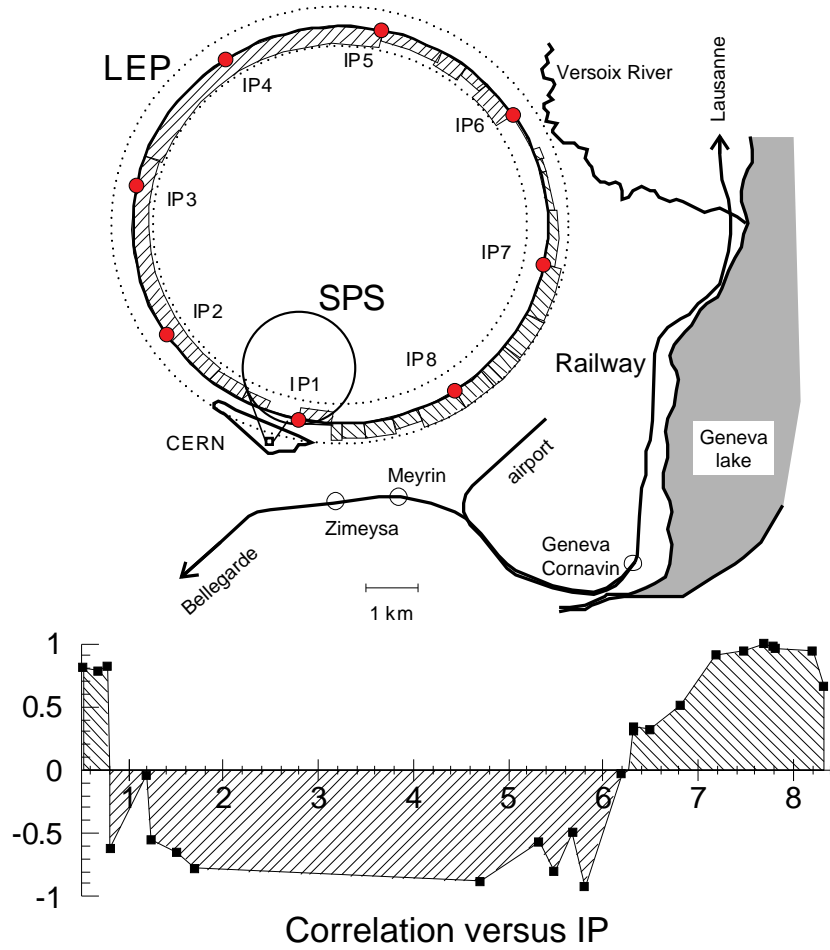 LEP
IP5
IP4
Versoix River
Lausanne
IP6
IP3
IP7
SPS
IP2
IP8
Railway
IP1
CERN
Geneva
lake
airport
Meyrin
Zimeysa
Geneva
Cornavin
Bellegarde
1 km
1
0.5
0
-0.5
-1
1 2 3 4 5 6 7 8
Correlation versus IP